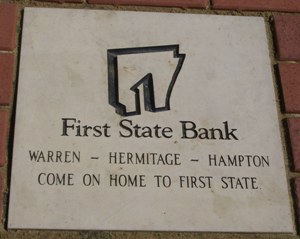 First State Bank
WARREN - HERMITAGE - HAMPTON
COME ON HOME TO FIRST STATE